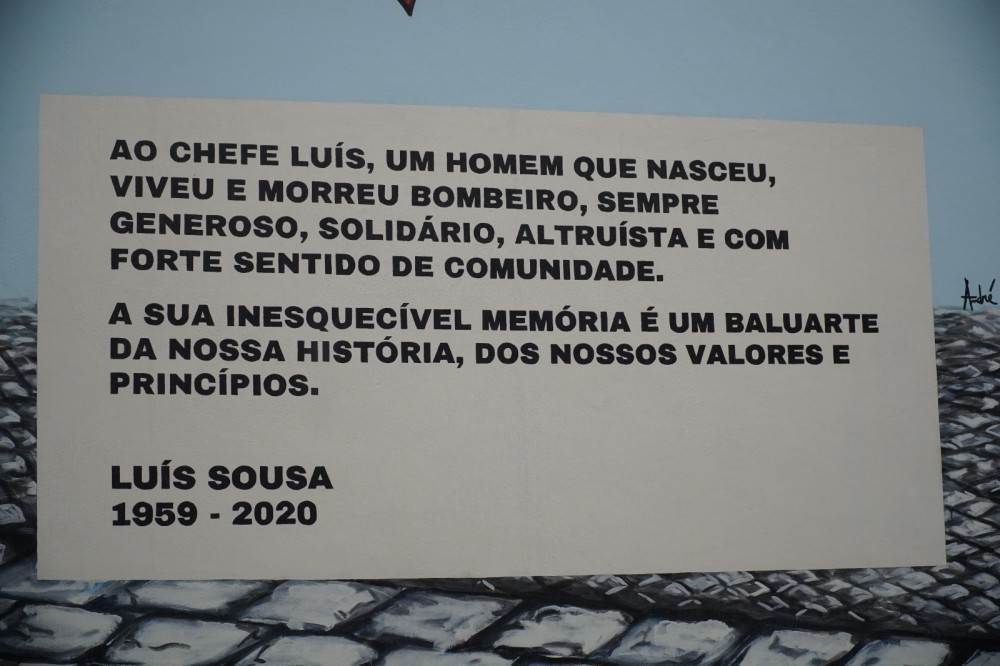 AO CHEFE LUÍS, UM HOMEM QUE NASCEU,
VIVEU E MORREU BOMBEIRO, SEMPRE
GENEROSO, SOLIDÁRIO, ALTRUÍSTA E COM
FORTE SENTIDO DE COMUNIDADE.
A SUA INESQUECÍVEL MEMÓRIA É UM BALUARTE
DA NOSSA HISTÓRIA, DOS NOSSOS VALORES E
PRINCÍPIOS.
LUÍS SOUSA
1959 - 2020
André